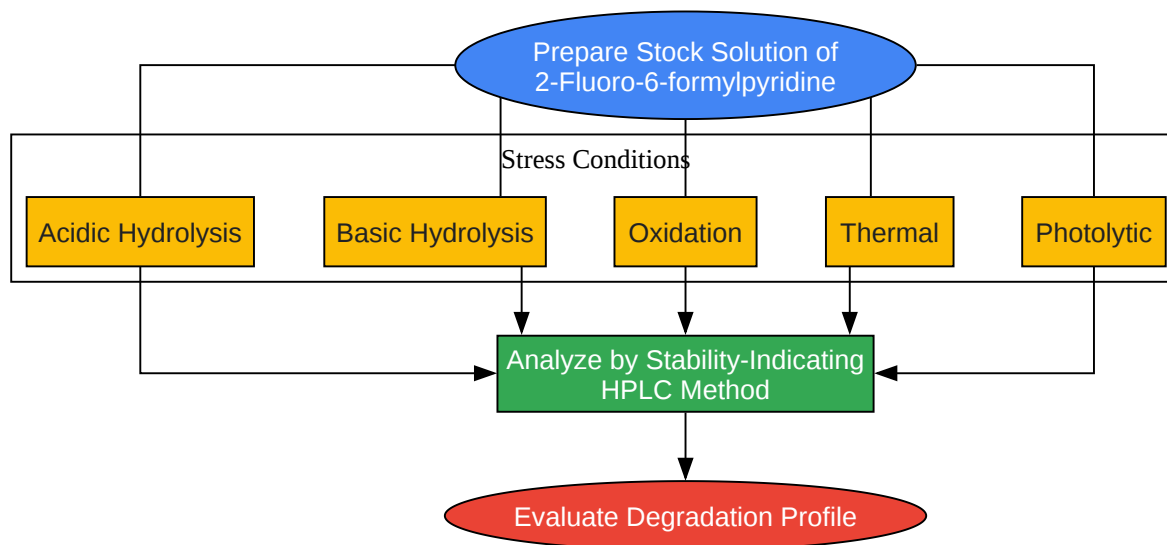 Prepare Stock Solution of
2-Fluoro-6-formylpyridine
Stress Conditions
Acidic Hydrolysis
Basic Hydrolysis
Oxidation
Thermal
Photolytic
Analyze by Stability-Indicating
HPLC Method
Evaluate Degradation Profile